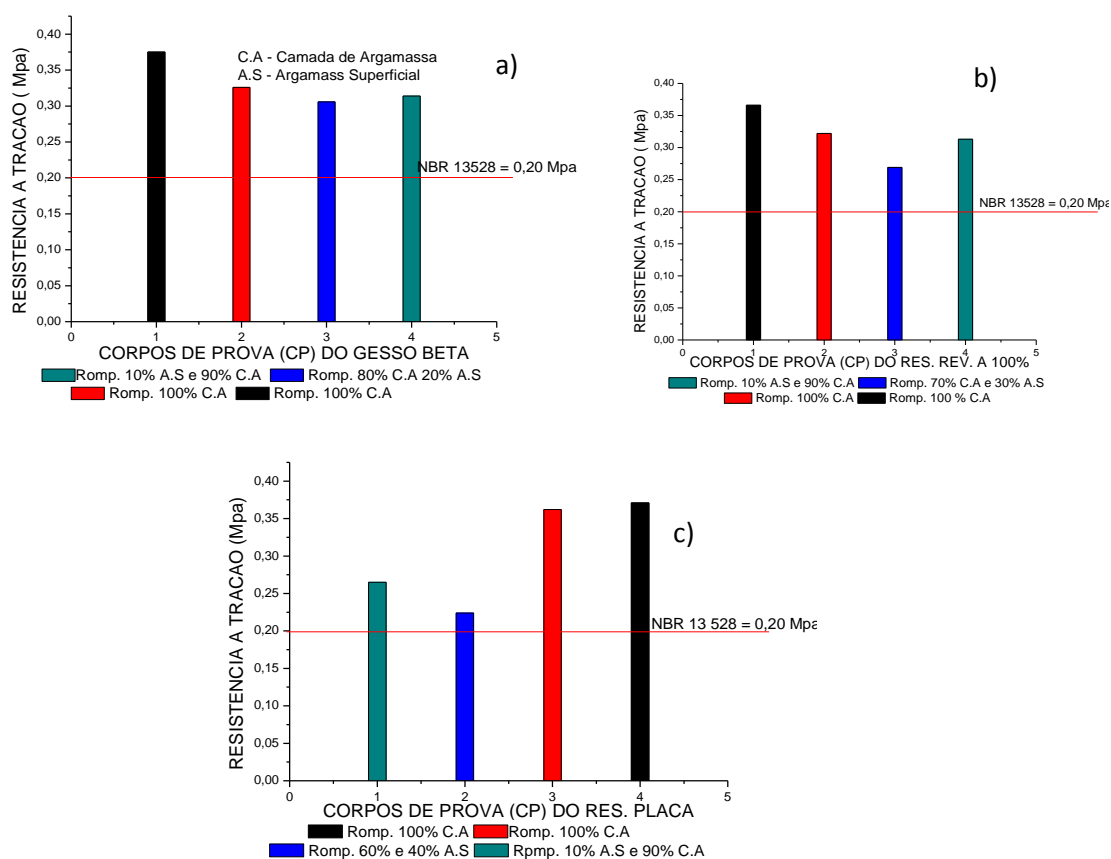 RESISTENCIA A TRACAO ( Mpa)
0,40
0,35
0,30
0,25
0,20
0,15
0,10
0,05
0,00
C.A - Camada de Argamassa
A.S - Argamass Superficial
a)
NBR 13528 = 0,20 Mpa
0 1 2 3 4 5
CORPOS DE PROVA (CP) DO GESSO BETA
Romp. 10% A.S e 90% C.A Romp. 80% C.A 20% A.S
Romp. 100% C.A Romp. 100% C.A
b)
RESISTENCIA A TRACAO ( Mpa)
0,40
0,35
0,30
0,25
0,20
0,15
0,10
0,05
0,00
NBR 13528 = 0,20 Mpa
0 1 2 3 4 5
CORPOS DE PROVA (CP) DO RES. REV. A 100%
Romp. 10% A.S e 90% C.A Romp. 70% C.A e 30% A.S
Romp. 100% C.A Romp. 100 % C.A
RESISTENCIA A TRACAO (Mpa)
0,40
0,35
0,30
0,25
0,20
0,15
0,10
0,05
0,00
c)
NBR 13 528 = 0,20 Mpa
0 1 2 3 4 5
CORPOS DE PROVA (CP) DO RES. PLACA
Romp. 100% C.A Romp. 100% C.A
Romp. 60% e 40% A.S Rpmp. 10% A.S e 90% C.A